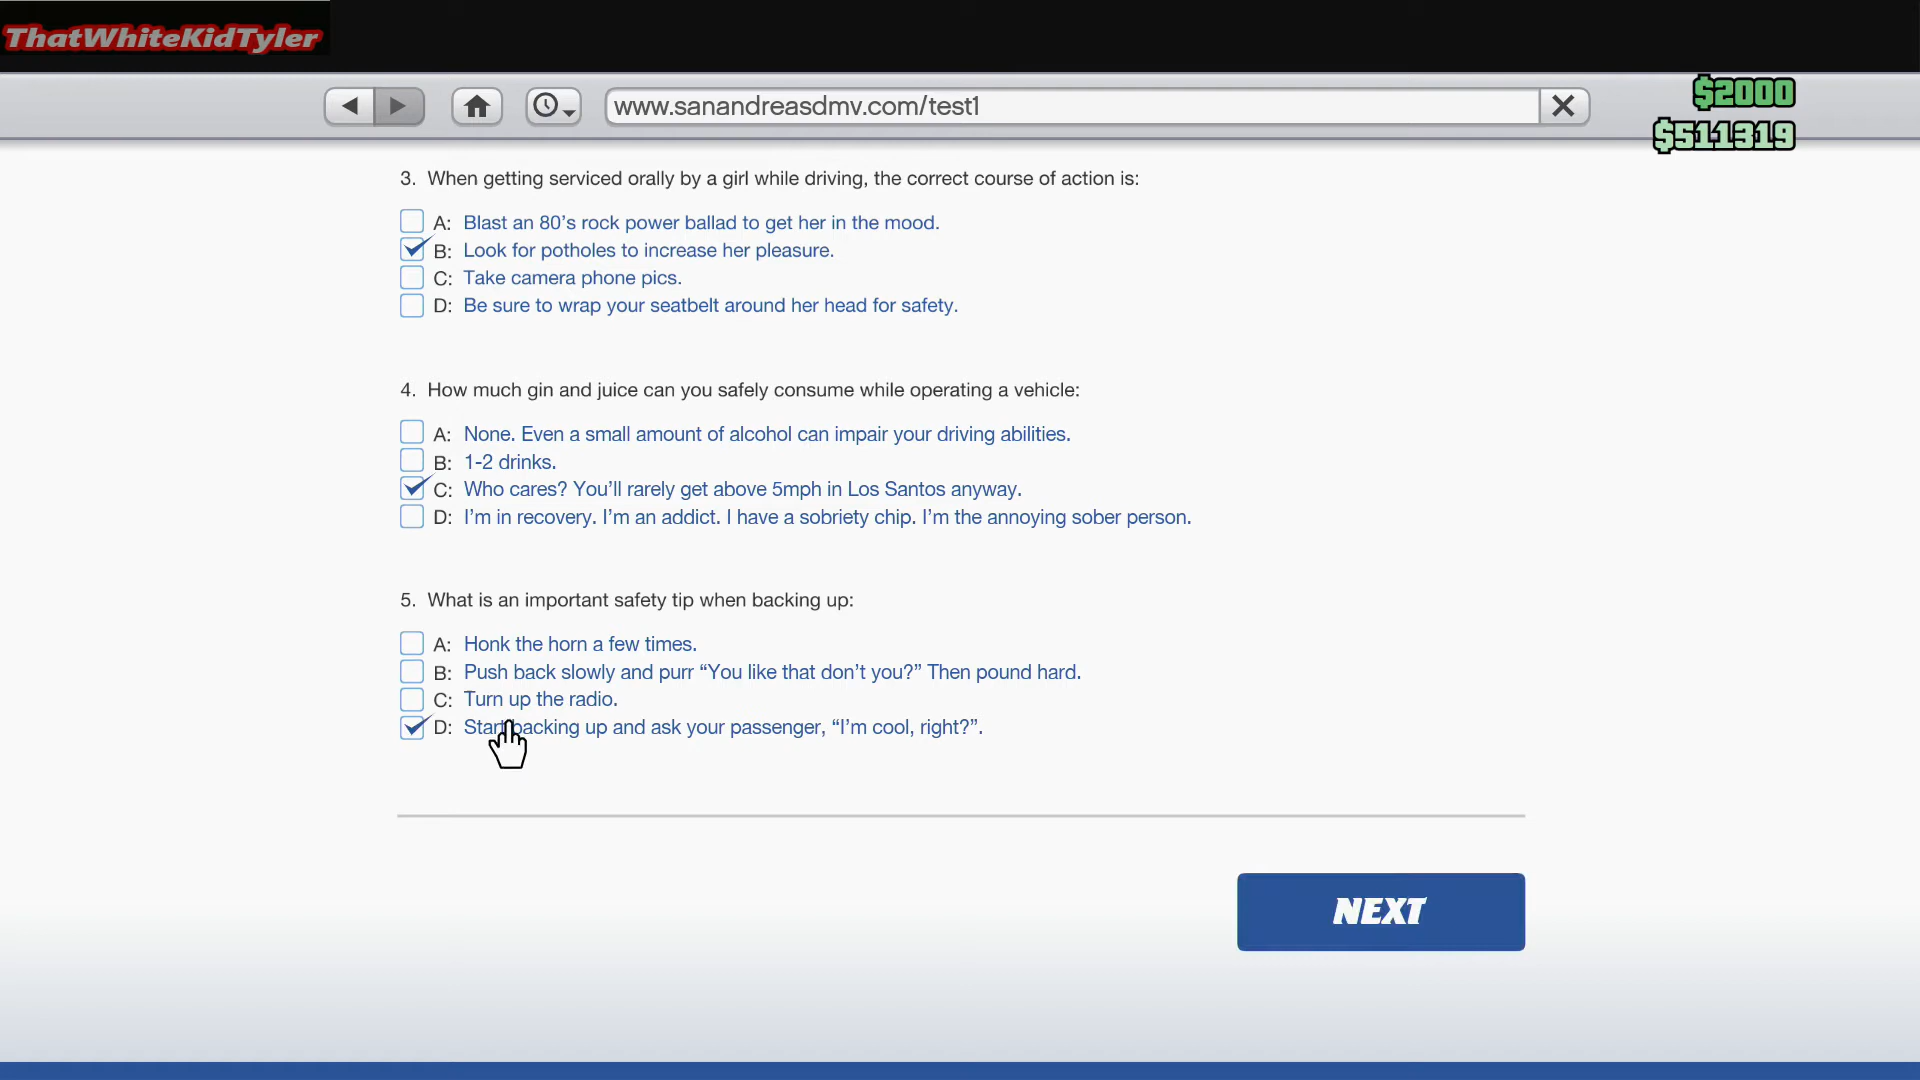 ThatWhiteKidTyler
www.sanandreasdmv.com/test1
$2000
$511319
3. When getting serviced orally by a girl while driving, the correct course of action is:
A: Blast an 80’s rock power ballad to get her in the mood.
B: Look for potholes to increase her pleasure.
C: Take camera phone pics.
D: Be sure to wrap your seatbelt around her head for safety.
4. How much gin and juice can you safely consume while operating a vehicle:
A: None. Even a small amount of alcohol can impair your driving abilities.
B: 1-2 drinks.
C: Who cares? You’ll rarely get above 5mph in Los Santos anyway.
D: I’m in recovery. I’m an addict. I have a sobriety chip. I’m the annoying sober person.
5. What is an important safety tip when backing up:
A: Honk the horn a few times.
B: Push back slowly and purr “You like that don’t you?” Then pound hard.
C: Turn up the radio.
D: Start backing up and ask your passenger, “I’m cool, right?”.
NEXT